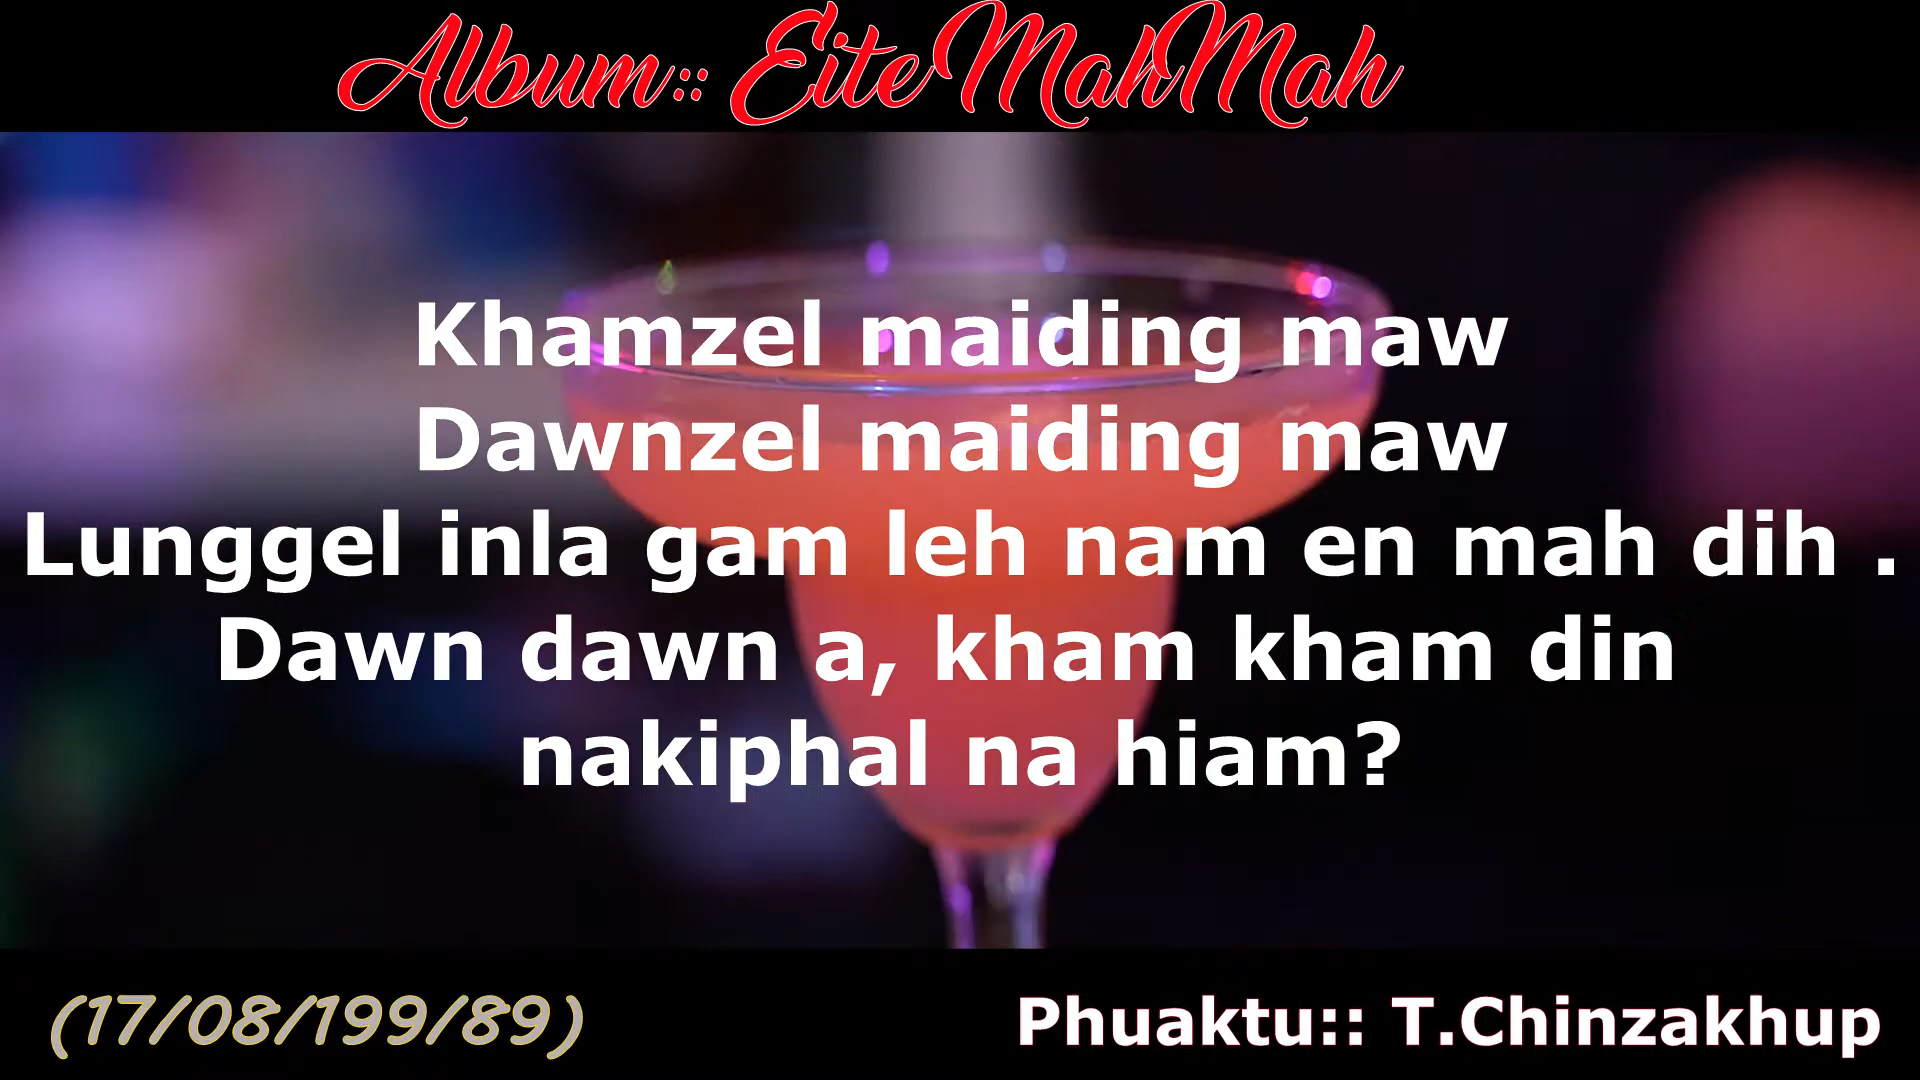 Album:: EiteMahMah
Khamzel maiding maw
Dawnzel maiding maw
Lunggel inla gam leh nam en mah dih .
Dawn dawn a, kham kham din
nakiphal na hiam?
(17/08/199/89)
Phuaktu:: T.Chinzakhup